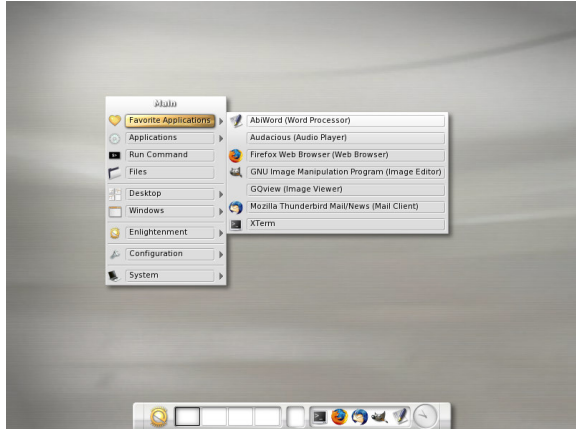 Main
Favorite Applications
Applications
Run Command
Files
Desktop
Windows
Enlightenment
Configuration
System
AbiWord (Word Processor)
Audacious (Audio Player)
Firefox Web Browser (Web Browser)
GNU Image Manipulation Program (Image Editor)
GQview (Image Viewer)
Mozilla Thunderbird Mail/News (Mail Client)
XTerm